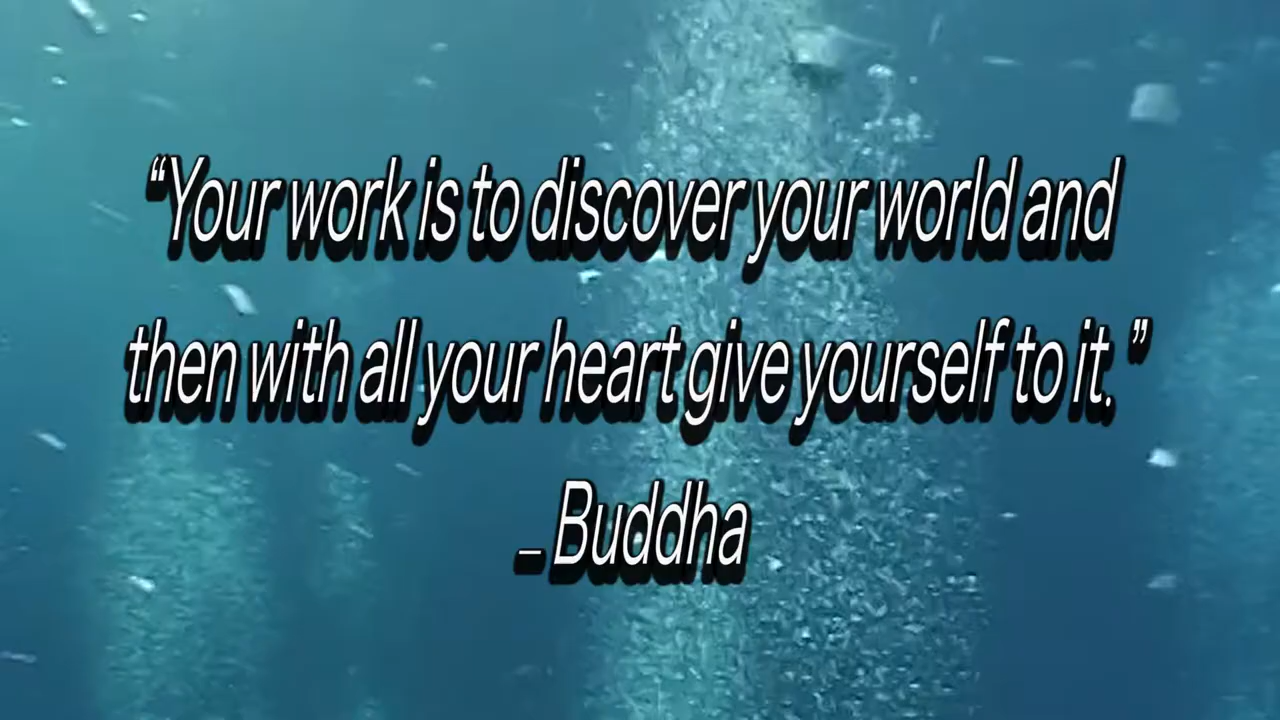 “Your work is to discover your world and
then with all your heart give yourself to it.”
– Buddha